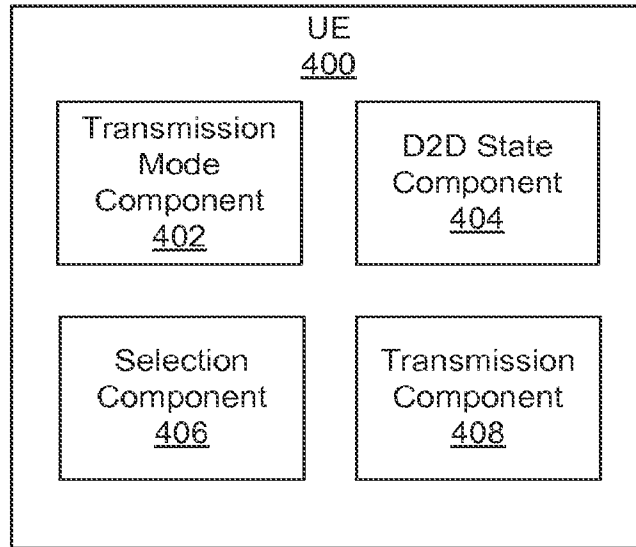 UE
400
Transmission
Mode
Component
402
D2D State
Component
404
Selection
Component
406
Transmission
Component
408